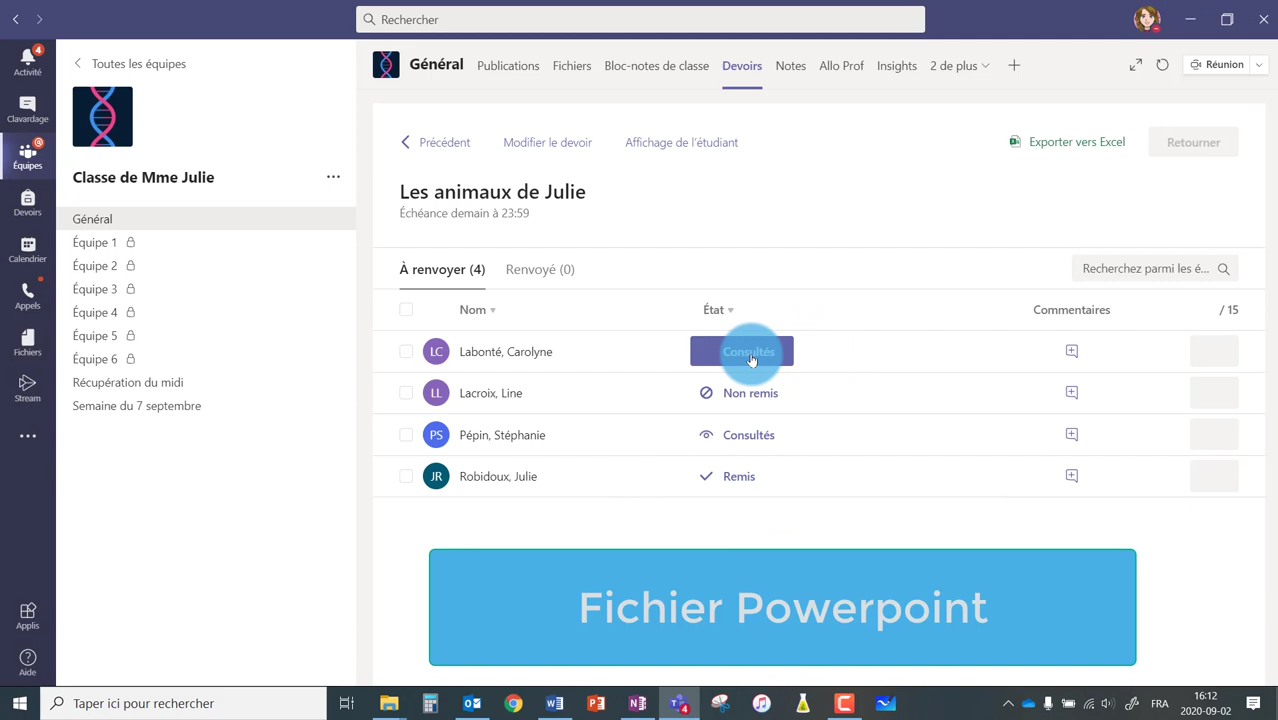 Rechercher
4
Activité
Clavardage
Équipes
Devoirs
Calendrier
Appels
Fichiers
Stream
Applis
Aide
Toutes les équipes
Classe de Mme Julie
Général
Équipe 1
Équipe 2
Équipe 3
Équipe 4
Équipe 5
Équipe 6
Récupération du midi
Semaine du 7 septembre
Général Publications Fichiers Bloc-notes de classe Devoirs Notes Allo Prof Insights 2 de plus Réunion
Précédent Modifier le devoir Affichage de l'étudiant Exporter vers Excel Retourner
Les animaux de Julie
Échéance demain à 23:59
À renvoyer (4) Renvoyé (0) Recherchez parmi les é...
Nom État Commentaires / 15
LC Labonté, Carolyne Consultés
LL Lacroix, Line Non remis
PS Pépin, Stéphanie Consultés
JR Robidoux, Julie Remis
Fichier Powerpoint
Taper ici pour rechercher 4 FRA 16:12
2020-09-02